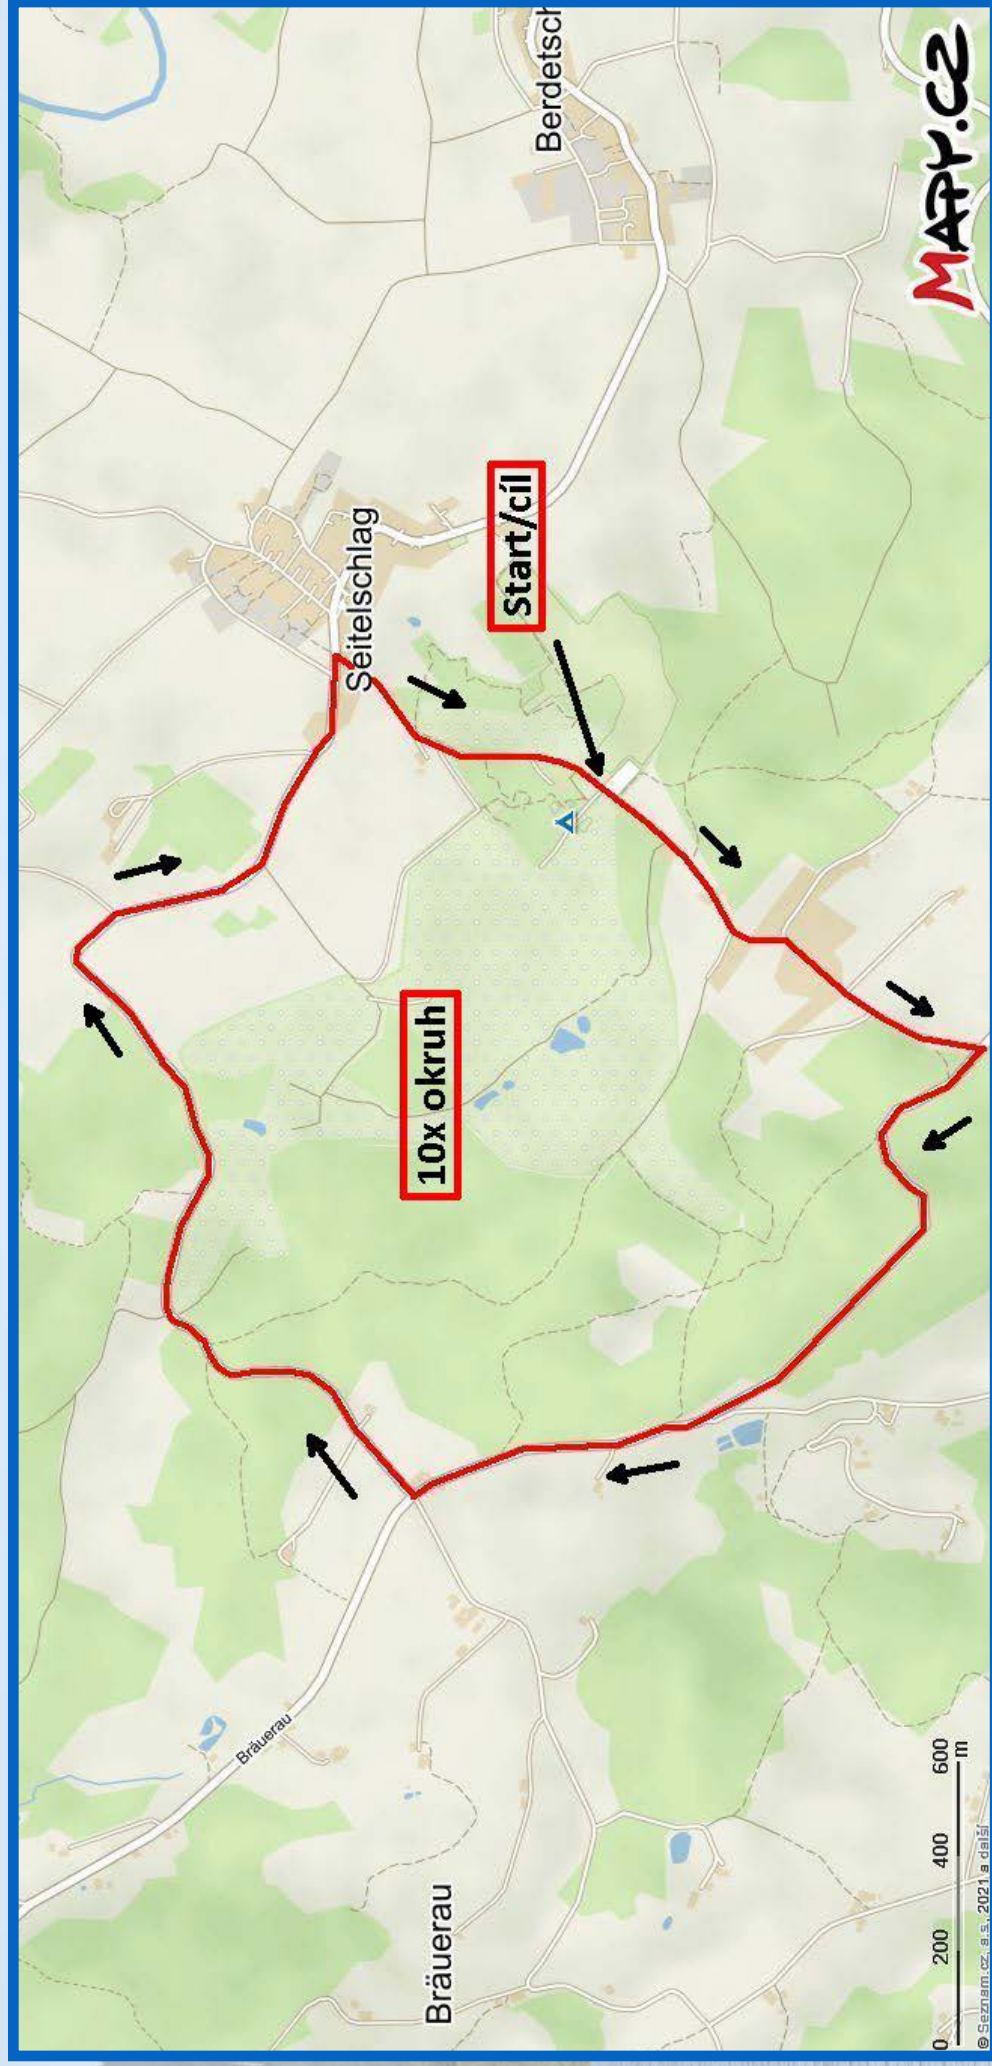 Bräuerau
Bräuerau
10x okruh
Seitelschlag
Start/cíl
Berdetsch
0 200 400 600
m
© Seznam.cz, a.s., 2021 a další
MAPY.CZ